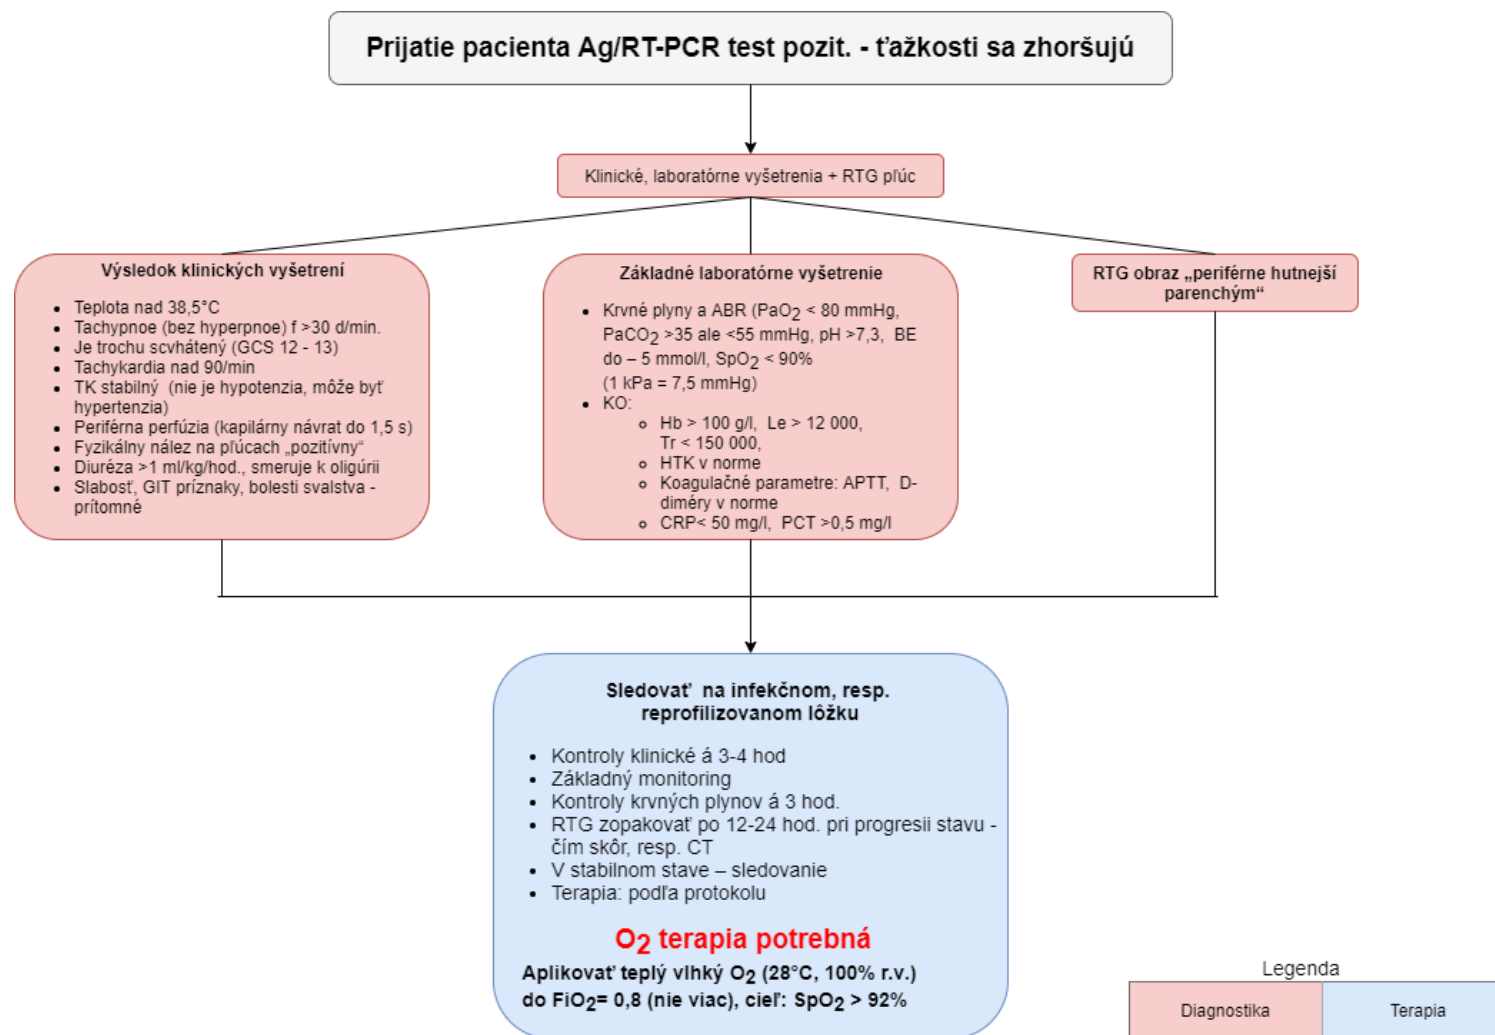 Prijatie pacienta Ag/RT-PCR test pozit. - ťažkosti sa zhoršujú
Klinické, laboratórne vyšetrenia + RTG pľúc
Výsledok klinických vyšetrení
• Teplota nad 38,5°C
• Tachypnoe (bez hyperpnoe) f >30 d/min.
• Je trochu scvhátený (GCS 12 - 13)
• Tachykardia nad 90/min
• TK stabilný (nie je hypotenzia, môže byť
hypertenzia)
• Periférna perfúzia (kapilárny návrat do 1,5 s)
• Fyzikálny nález na pľúcach „pozitívny“
• Diuréza >1 ml/kg/hod., smeruje k oligúrii
• Slabosť, GIT príznaky, bolesti svalstva -
prítomné
Základné laboratórne vyšetrenie
• Krvné plyny a ABR (PaO₂ < 80 mmHg,
PaCO₂ >35 ale <55 mmHg, pH >7,3, BE
do – 5 mmol/l, SpO₂ < 90%
(1 kPa = 7,5 mmHg)
• KO:
○ Hb > 100 g/l, Le > 12 000,
Tr < 150 000,
○ HTK v norme
○ Koagulačné parametre: APTT, D-
diméry v norme
○ CRP< 50 mg/l, PCT >0,5 mg/l
RTG obraz „periférne hutnejší
parenchým“
Sledovať na infekčnom, resp.
reprofilizovanom lôžku
• Kontroly klinické á 3-4 hod
• Základný monitoring
• Kontroly krvných plynov á 3 hod.
• RTG zopakovať po 12-24 hod. pri progresii stavu -
čím skôr, resp. CT
• V stabilnom stave – sledovanie
• Terapia: podľa protokolu
O₂ terapia potrebná
Aplikovať teplý vlhký O₂ (28°C, 100% r.v.)
do FiO₂= 0,8 (nie viac), cieľ: SpO₂ > 92%
Legenda
Diagnostika
Terapia